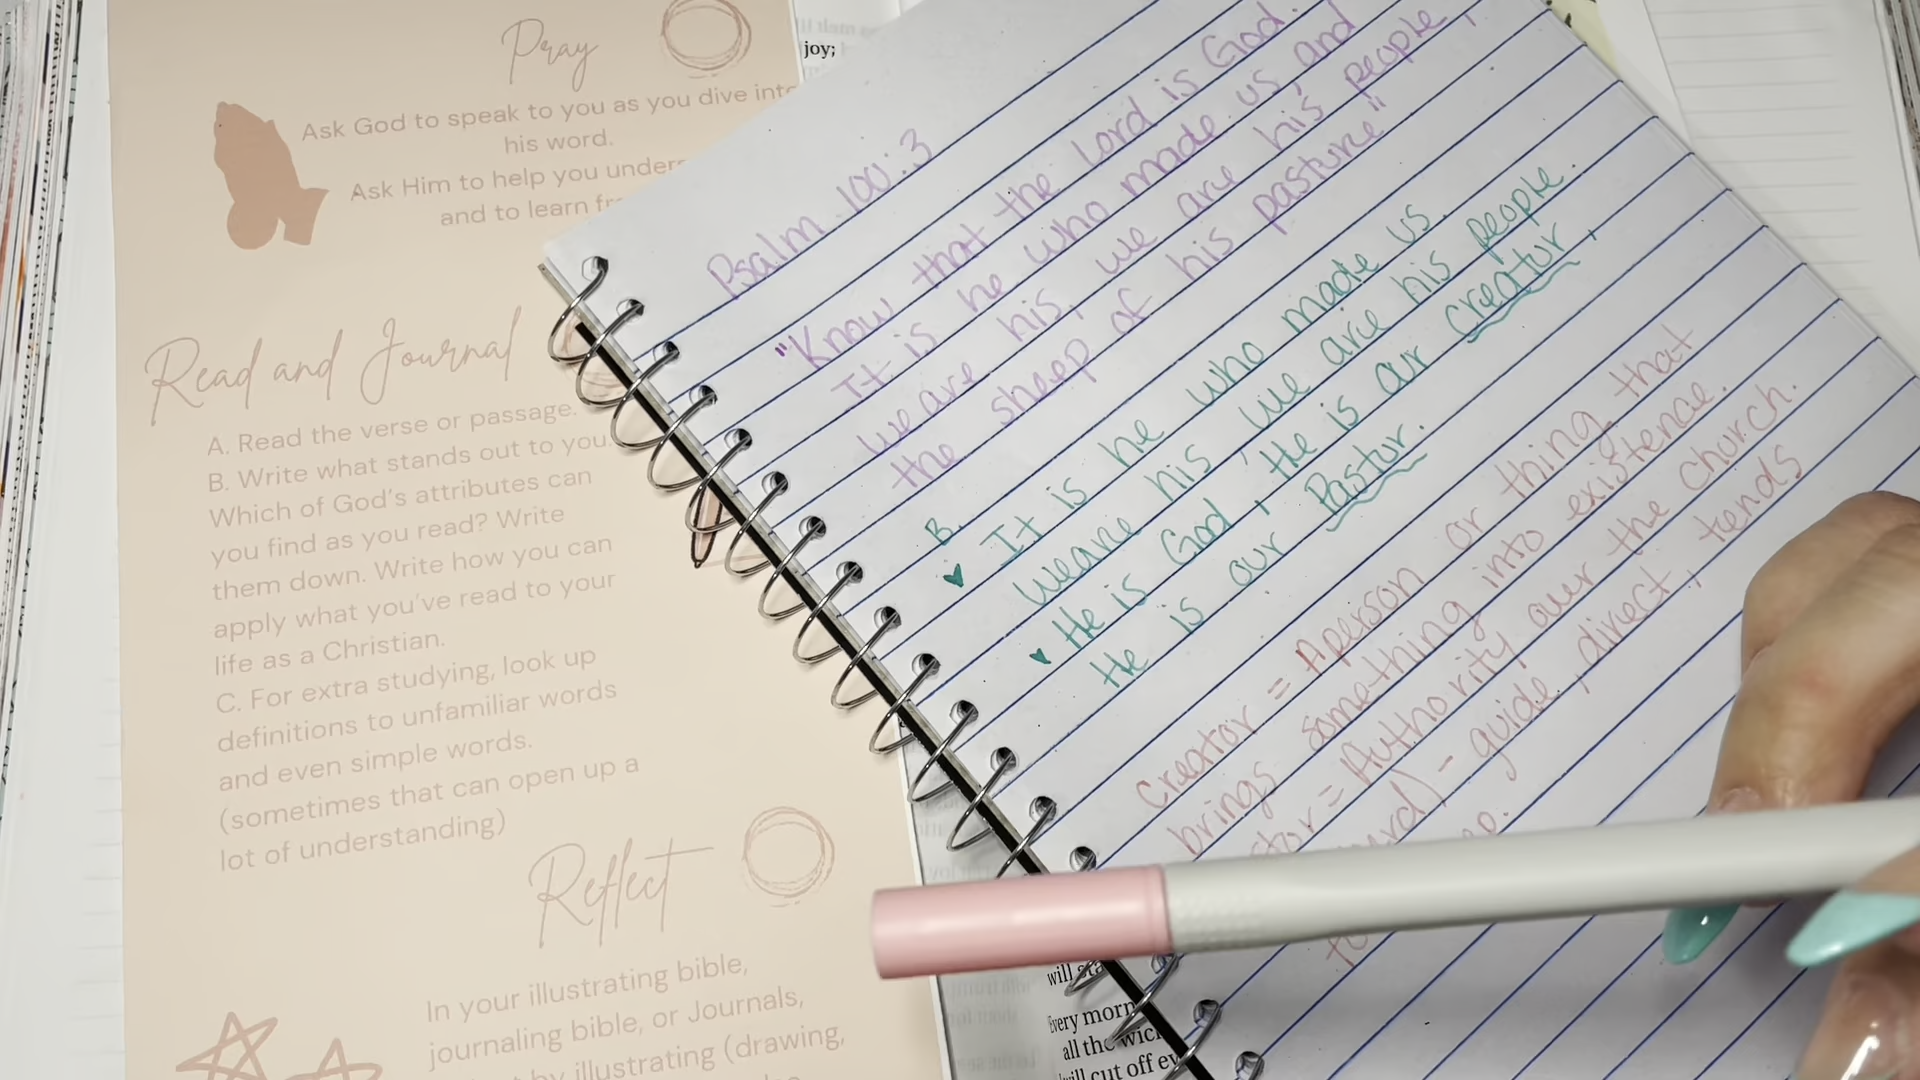 Pray
Ask God to speak to you as you dive into
his word.
Ask Him to help you under
and to learn
Read and Journal
A. Read the verse or passage.
B. Write what stands out to you
Which of God's attributes can
you find as you read? Write
them down. Write how you can
apply what you've read to your
life as a Christian.
C. For extra studying, look up
definitions to unfamiliar words
and even simple words.
(sometimes that can open up a
lot of understanding)
Reflect
In your illustrating bible,
journaling bible, or Journals,
by illustrating (drawing,
joy;
Psalm 100:3
"Know that the Lord is God.
It is he who made us, and
we are his, we are his people,
the sheep of his pasture"
B.
It is he who made us.
we are his, we are his people.
He is God, He is our creator,
He is our Pastor.
Creator = A person or thing that
brings something into existence.
= Authority over the church.
- guide, direct, tends
will
Every morn
all the
will cut off